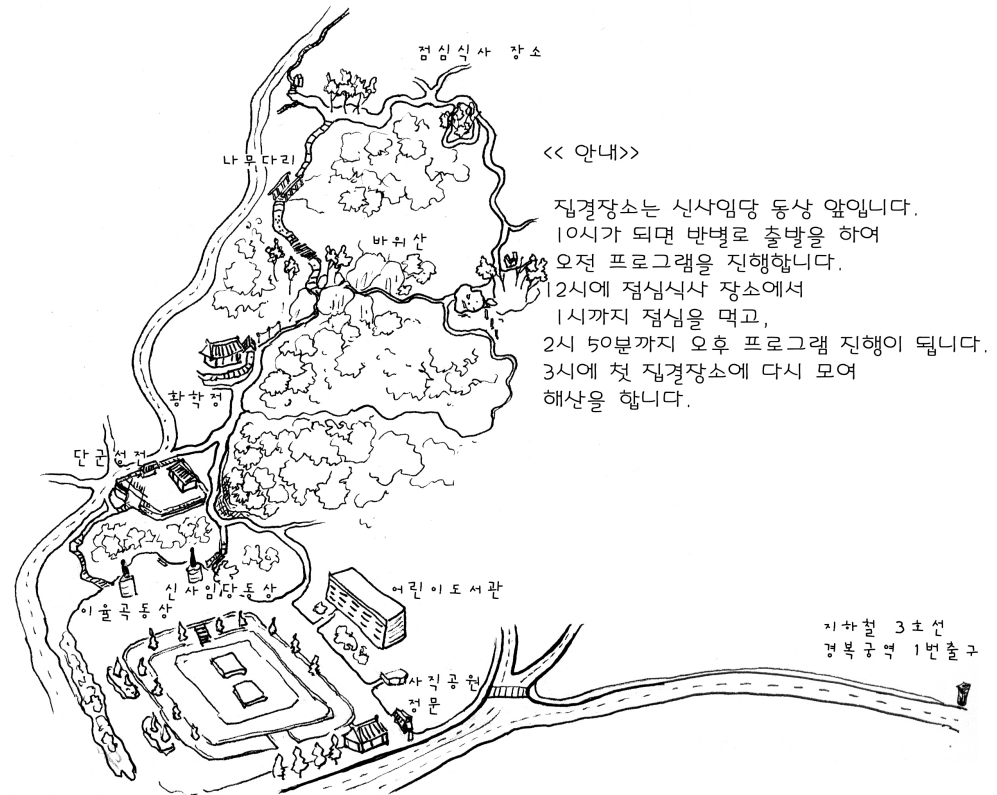 점심식사 장소
<< 안내>>
나무다리
집결장소는 신사임당 동상 앞입니다.
10시가 되면 반별로 출발을 하여
바위산
오전 프로그램을 진행합니다.
12시에 점심식사 장소에서
1시까지 점심을 먹고,
2시 50분까지 오후 프로그램 진행이 됩니다.
3시에 첫 집결장소에 다시 모여
해산을 합니다.
황학정
단군성전
신사임당동상
이율곡동상
어린이도서관
지하철 3호선
경복궁역 1번출구
사직공원
정문